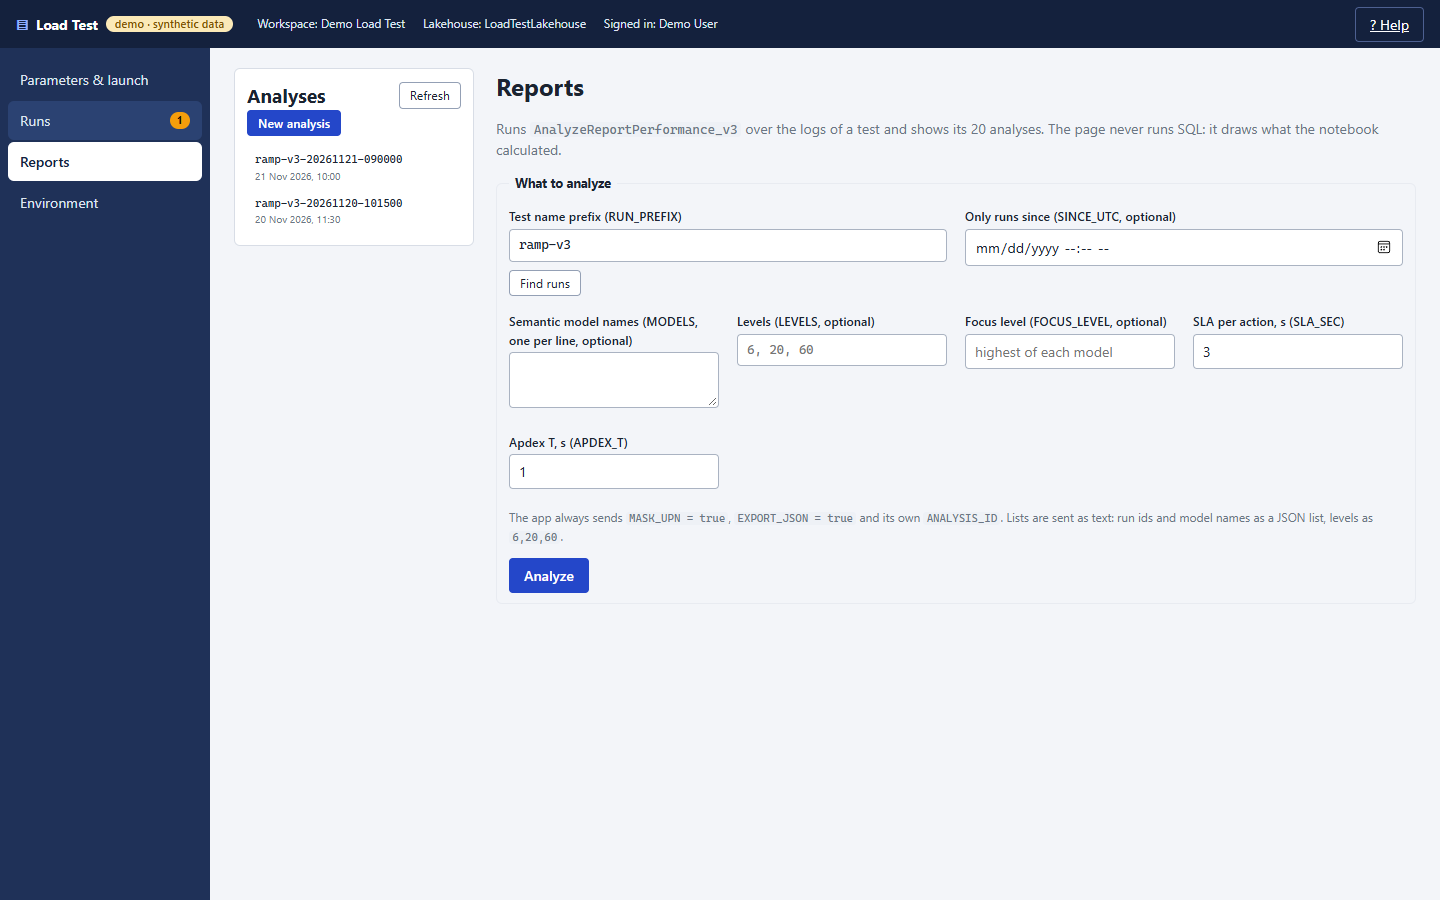 Load Test
demo · synthetic data
Workspace: Demo Load Test
Lakehouse: LoadTestLakehouse
Signed in: Demo User
? Help
Parameters & launch
Runs
1
Reports
Environment
Analyses
Refresh
New analysis
ramp-v3-20261121-090000
21 Nov 2026, 10:00
ramp-v3-20261120-101500
20 Nov 2026, 11:30
Reports
Runs AnalyzeReportPerformance_v3 over the logs of a test and shows its 20 analyses. The page never runs SQL: it draws what the notebook
calculated.
What to analyze
Test name prefix (RUN_PREFIX)
ramp-v3
Find runs
Only runs since (SINCE_UTC, optional)
mm/dd/yyyy --:-- --
Semantic model names (MODELS,
one per line, optional)
Levels (LEVELS, optional)
6, 20, 60
Focus level (FOCUS_LEVEL, optional)
highest of each model
SLA per action, s (SLA_SEC)
3
Apdex T, s (APDEX_T)
1
The app always sends MASK_UPN = true, EXPORT_JSON = true and its own ANALYSIS_ID. Lists are sent as text: run ids and model names as a JSON list, levels as
6,20,60.
Analyze